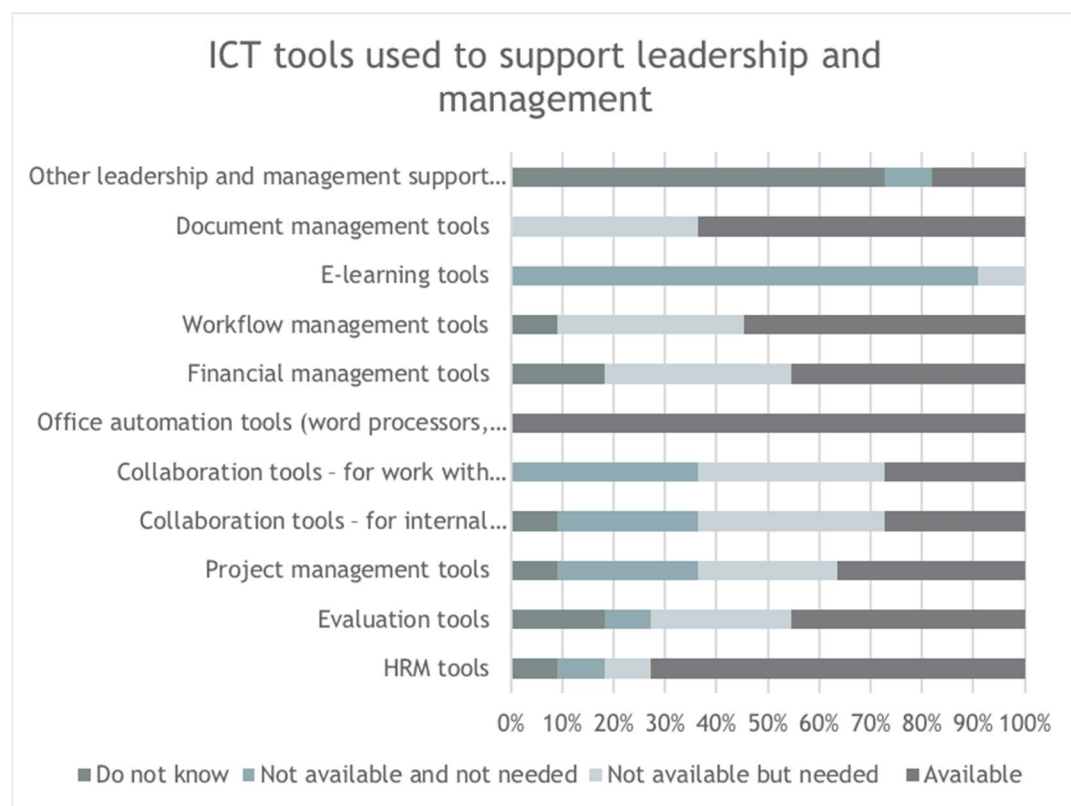 ICT tools used to support leadership and
management
Other leadership and management support...
Document management tools
E-learning tools
Workflow management tools
Financial management tools
Office automation tools (word processors,...
Collaboration tools – for work with...
Collaboration tools – for internal...
Project management tools
Evaluation tools
HRM tools
0% 10% 20% 30% 40% 50% 60% 70% 80% 90% 100%
Do not know Not available and not needed Not available but needed Available